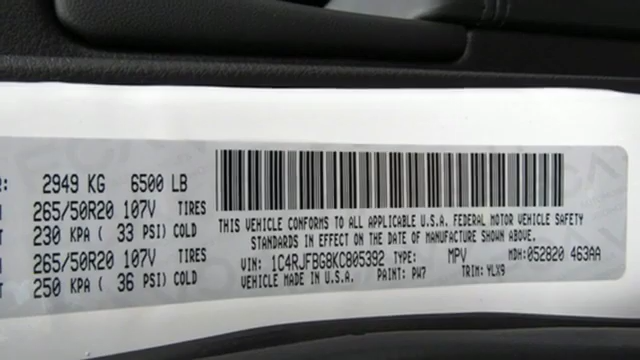 R: 2949 KG 6500 LB
265/50R20 107V TIRES
T 230 KPA ( 33 PSI) COLD
265/50R20 107V TIRES
T 250 KPA ( 36 PSI) COLD
THIS VEHICLE CONFORMS TO ALL APPLICABLE U.S.A. FEDERAL MOTOR VEHICLE SAFETY
STANDARDS IN EFFECT ON THE DATE OF MANUFACTURE SHOWN ABOVE.
VIN: 1C4RJFBG8KC805392 TYPE: MPV MDH:052820 463AA
VEHICLE MADE IN U.S.A. PAINT: PW7 TRIM: YLX9